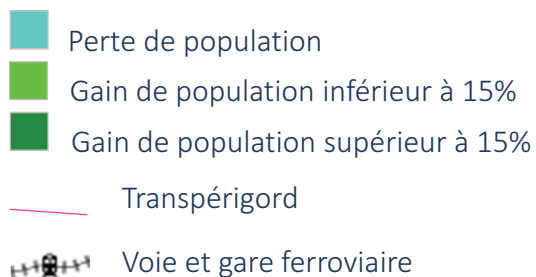 Perte de population
Gain de population inférieur à 15%
Gain de population supérieur à 15%
Transpérigord
Voie et gare ferroviaire